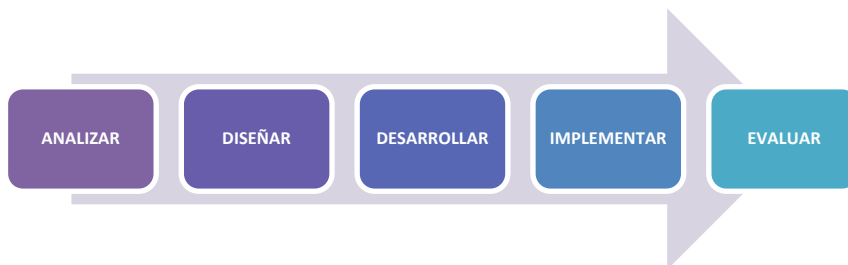 ANALIZAR
DISEÑAR
DESARROLLAR
IMPLEMENTAR
EVALUAR